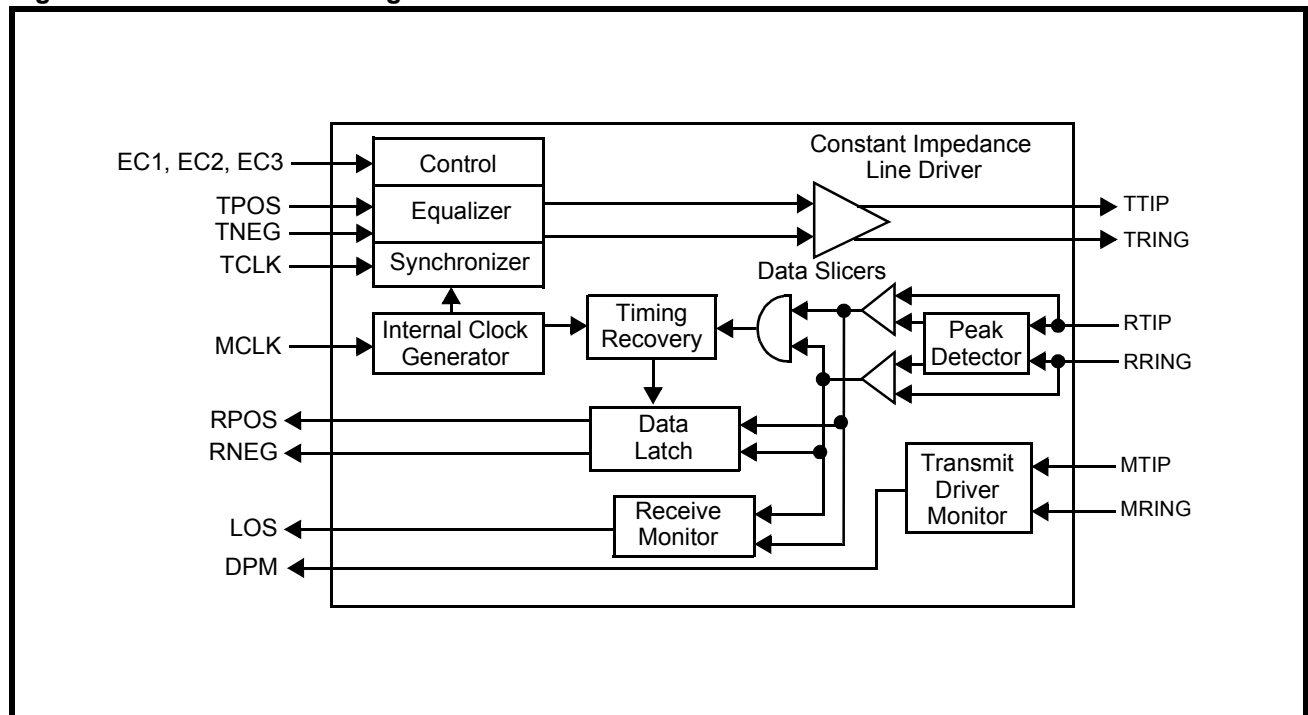 EC1, EC2, EC3
TPOS
TNEG
TCLK
MCLK
RPOS
RNEG
LOS
DPM
Control
Equalizer
Synchronizer
Internal Clock
Generator
Timing
Recovery
Data
Latch
Receive
Monitor
Constant Impedance
Line Driver
Data Slicers
Peak
Detector
Transmit
Driver
Monitor
TTIP
TRING
RTIP
RRING
MTIP
MRING